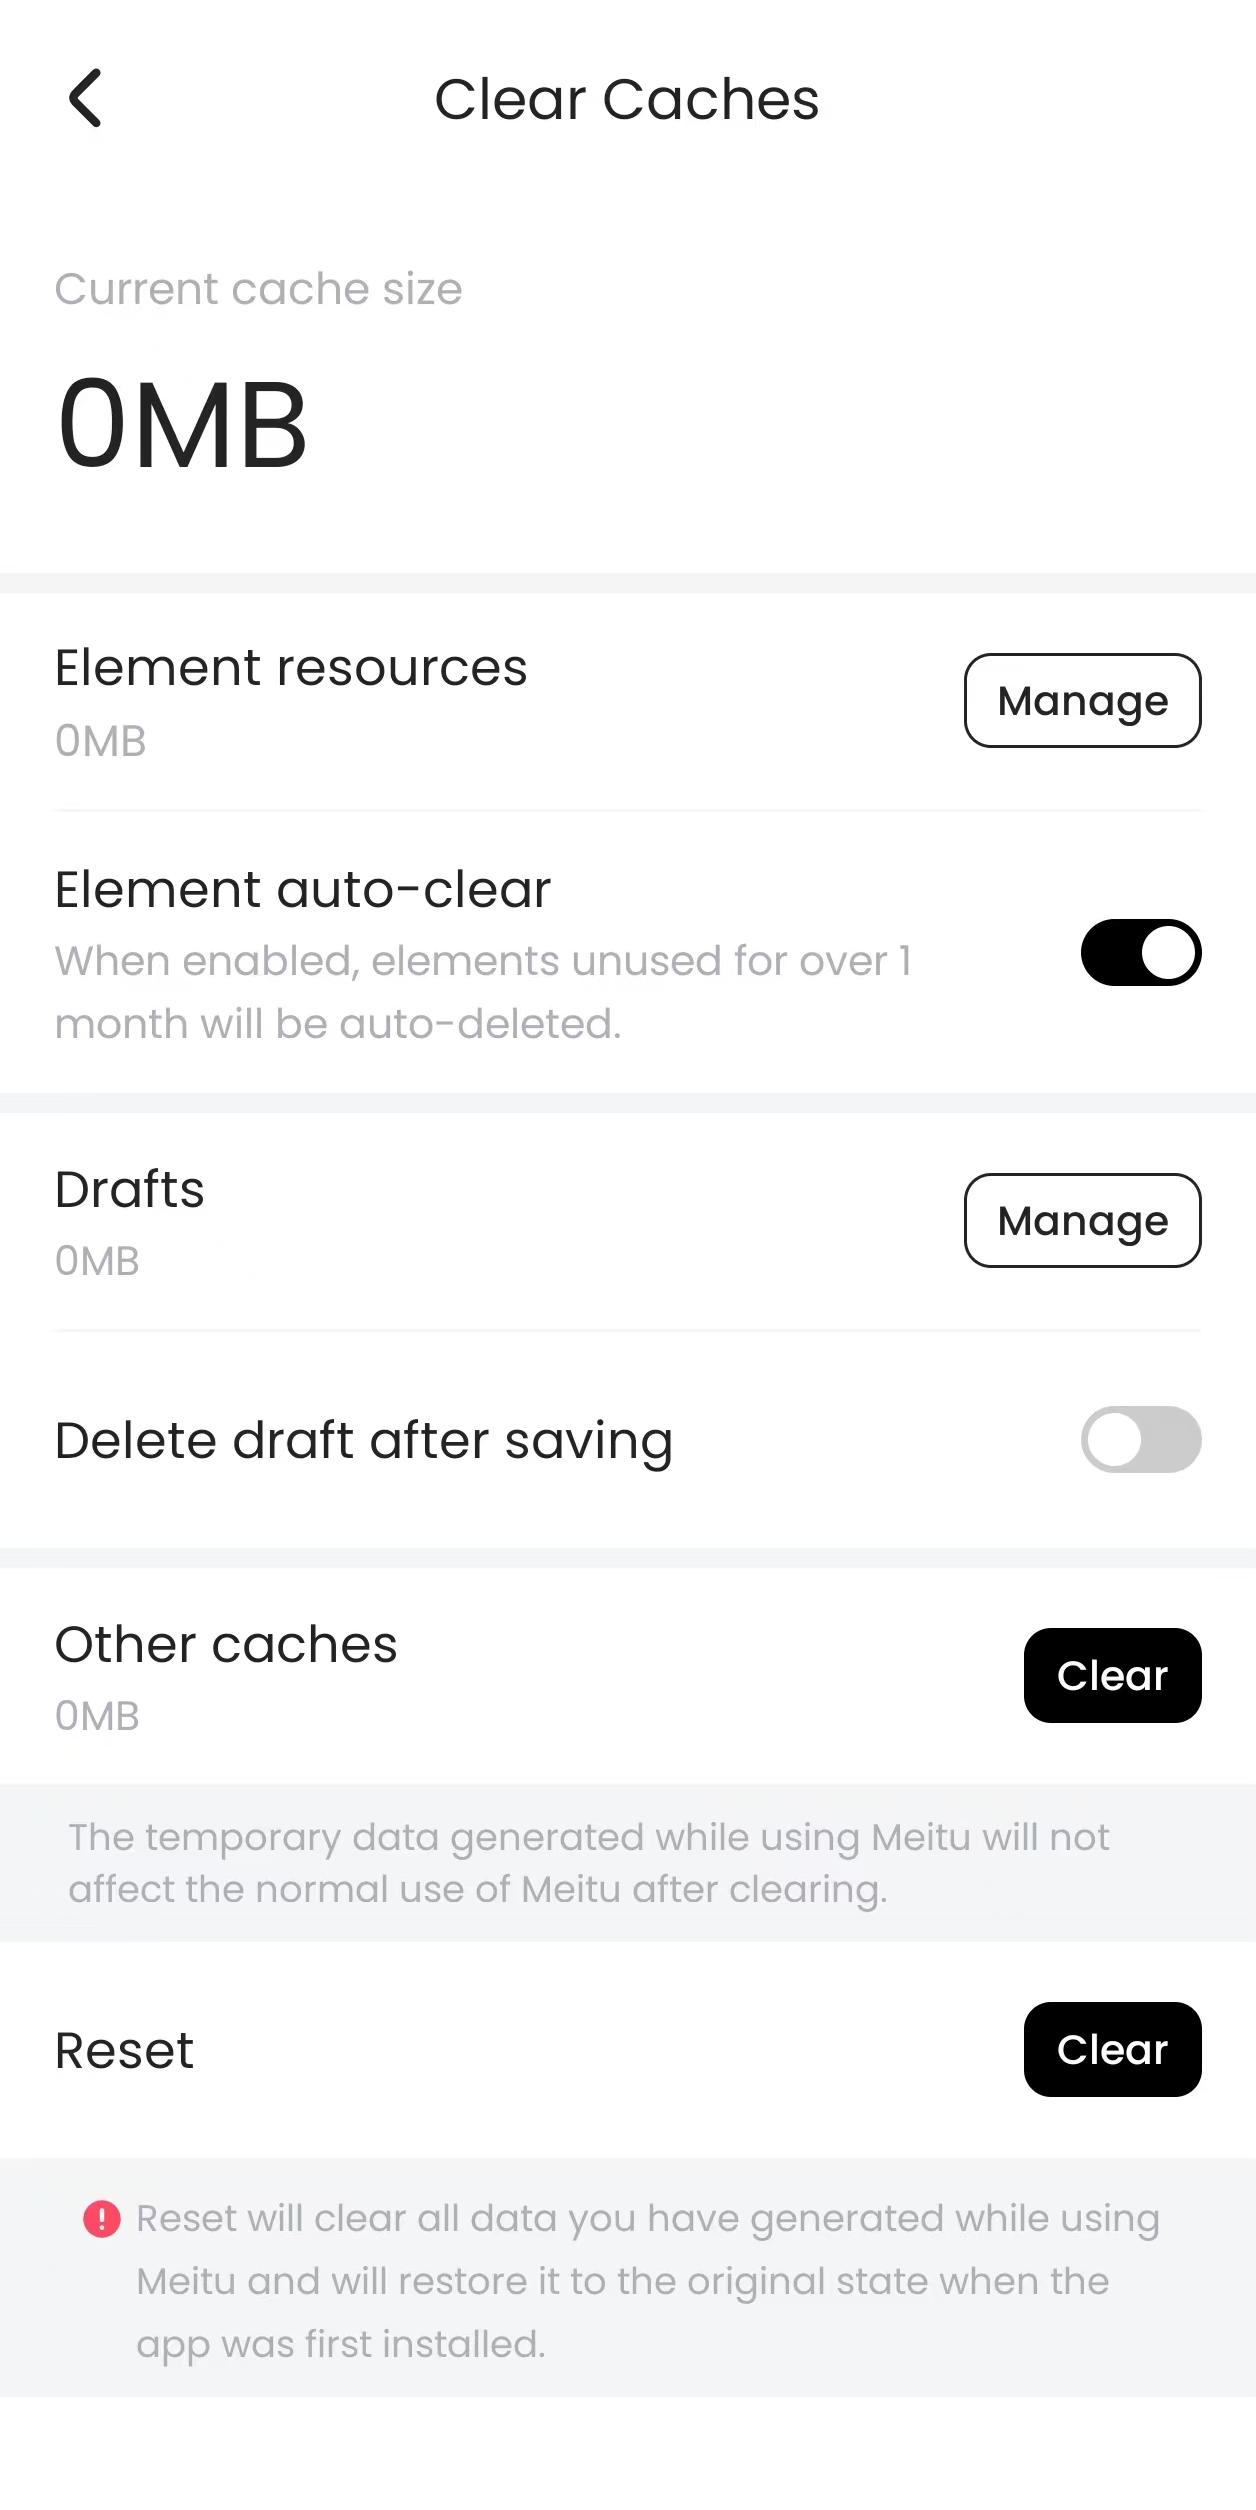 Clear Caches
Current cache size
0MB
Element resources
0MB
Manage
Element auto-clear
When enabled, elements unused for over 1
month will be auto-deleted.
Drafts
0MB
Manage
Delete draft after saving
Other caches
0MB
Clear
The temporary data generated while using Meitu will not
affect the normal use of Meitu after clearing.
Reset
Clear
Reset will clear all data you have generated while using
Meitu and will restore it to the original state when the
app was first installed.